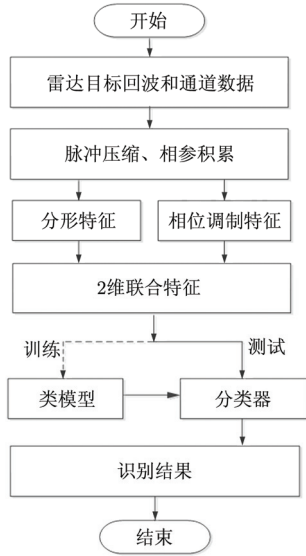 开始
雷达目标回波和通道数据
脉冲压缩、相参积累
分形特征
相位调制特征
2维联合特征
训练
测试
类模型
分类器
识别结果
结束